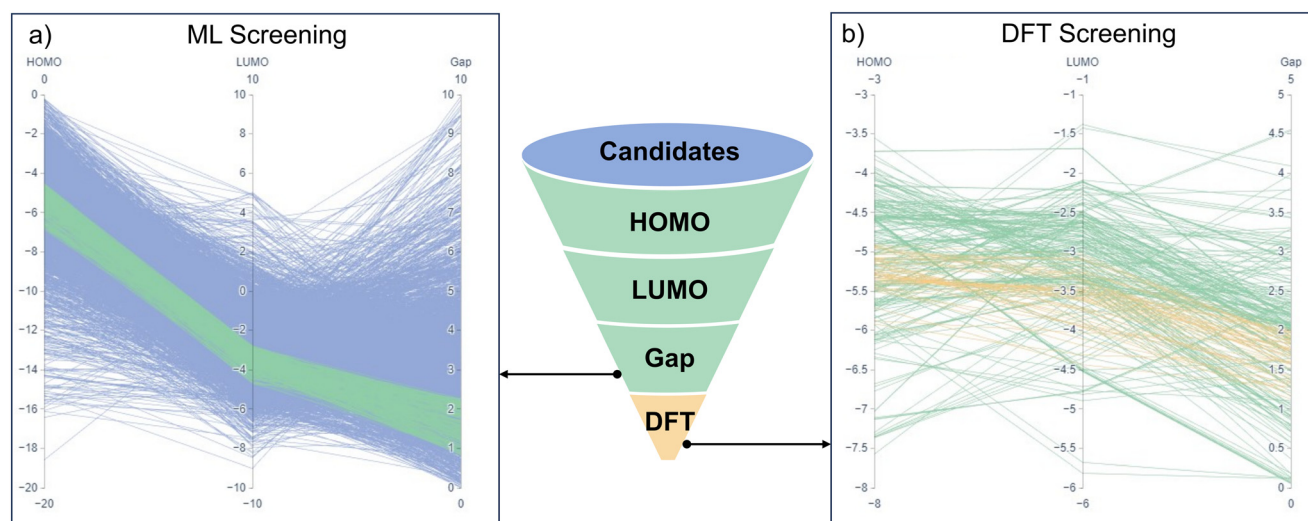 a) ML Screening
HOMO LUMO Gap
0 10 10
0 10 10
−2 8 9
−4 6 8
−6 4 7
−8 2 6
−10 0 5
−12 −2 4
−14 −4 3
−16 −6 2
−18 −8 1
−20 −10 0
−20 −10 0
Candidates
HOMO
LUMO
Gap
DFT
b) DFT Screening
HOMO LUMO Gap
−3 −1 5
−3 −1 5
−3.5 −1.5 4.5
−4 −2 4
−4.5 −2.5 3.5
−5 −3 3
−5.5 −3.5 2.5
−6 −4 2
−6.5 −4.5 1.5
−7 −5 1
−7.5 −5.5 0.5
−8 −6 0
−8 −6 0